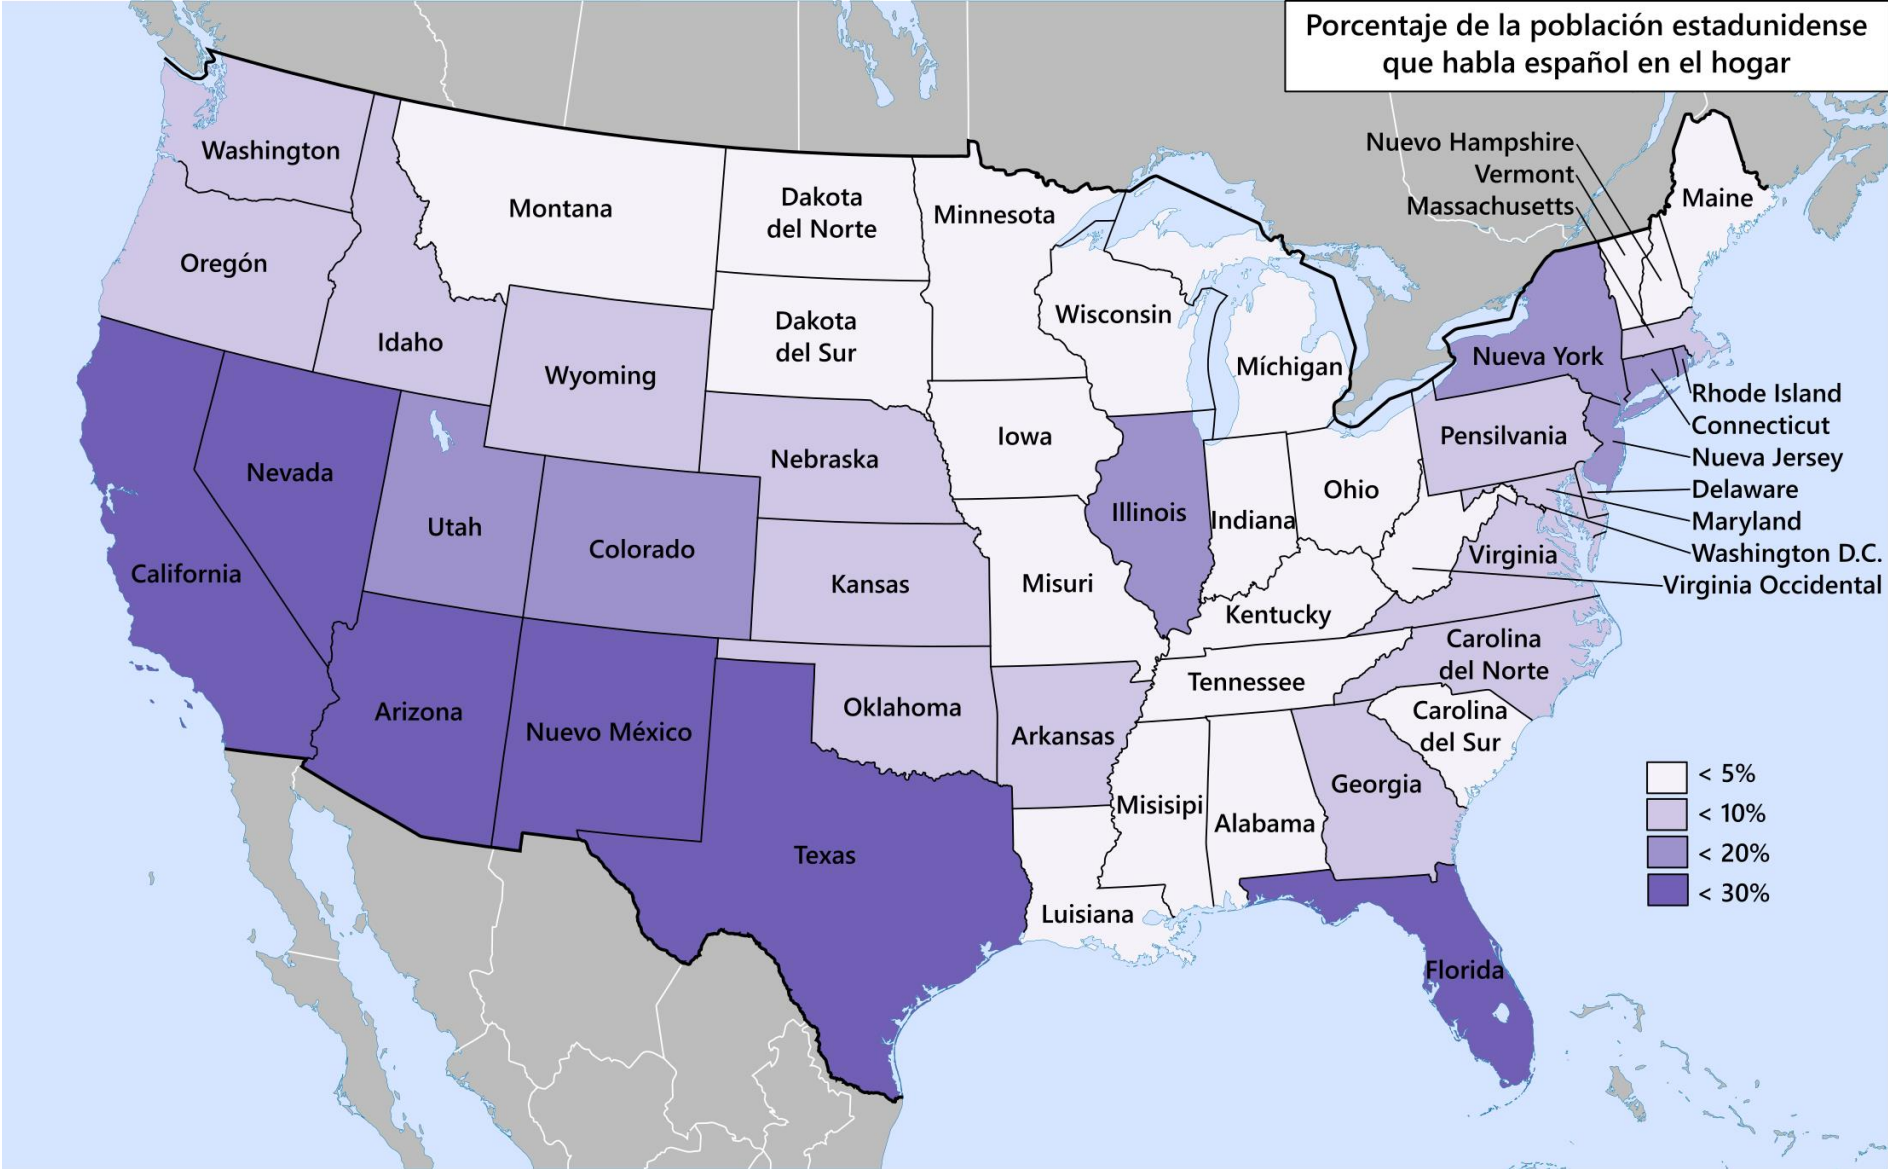 Porcentaje de la población estadunidense
que habla español en el hogar
Nuevo Hampshire
Vermont
Massachusetts
Maine
Washington
Montana
Dakota
del Norte
Minnesota
Oregón
Idaho
Wyoming
Dakota
del Sur
Wisconsin
Míchigan
Nueva York
Rhode Island
Connecticut
Nueva Jersey
Delaware
Maryland
Washington D.C.
Virginia Occidental
Nevada
Utah
Colorado
Nebraska
Iowa
Illinois
Indiana
Ohio
Pensilvania
Virginia
California
Kansas
Misuri
Kentucky
Carolina
del Norte
Tennessee
Arizona
Nuevo México
Oklahoma
Arkansas
Carolina
del Sur
Texas
Luisiana
Misisipi
Alabama
Georgia
Florida
< 5%
< 10%
< 20%
< 30%